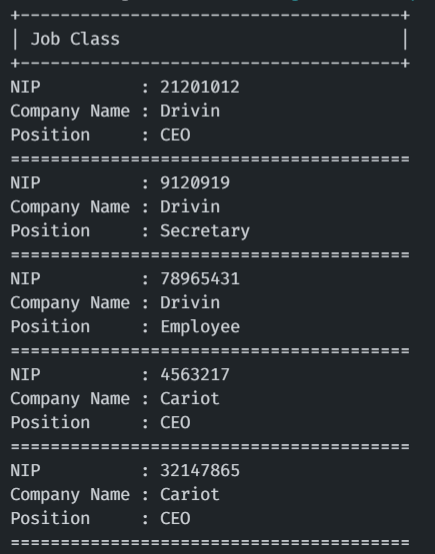 +--------------------------------------+
| Job Class                            |
+--------------------------------------+
NIP          : 21201012
Company Name : Drivin
Position     : CEO
========================================
NIP          : 9120919
Company Name : Drivin
Position     : Secretary
========================================
NIP          : 78965431
Company Name : Drivin
Position     : Employee
========================================
NIP          : 4563217
Company Name : Cariot
Position     : CEO
========================================
NIP          : 32147865
Company Name : Cariot
Position     : CEO
========================================